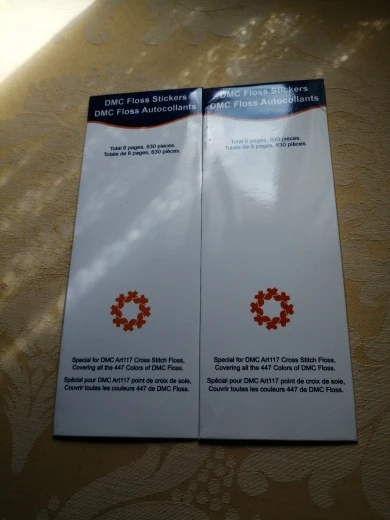 DMC Floss Stickers
DMC Floss Autocollants
Total 6 pages, 630 pieces.
Totale de 6 pages, 630 pièces.
Special for DMC Art117 Cross Stitch Floss,
Covering all the 447 Colors of DMC Floss.
Spécial pour DMC Art117 point de croix de soie,
Couvrir toutes les couleurs 447 de DMC Floss.
DMC Floss Stickers
DMC Floss Autocollants
Total 6 pages, 630 pieces.
Totale de 6 pages, 630 pièces.
Special for DMC Art117 Cross Stitch Floss,
Covering all the 447 Colors of DMC Floss.
Spécial pour DMC Art117 point de croix de soie,
Couvrir toutes les couleurs 447 de DMC Floss.